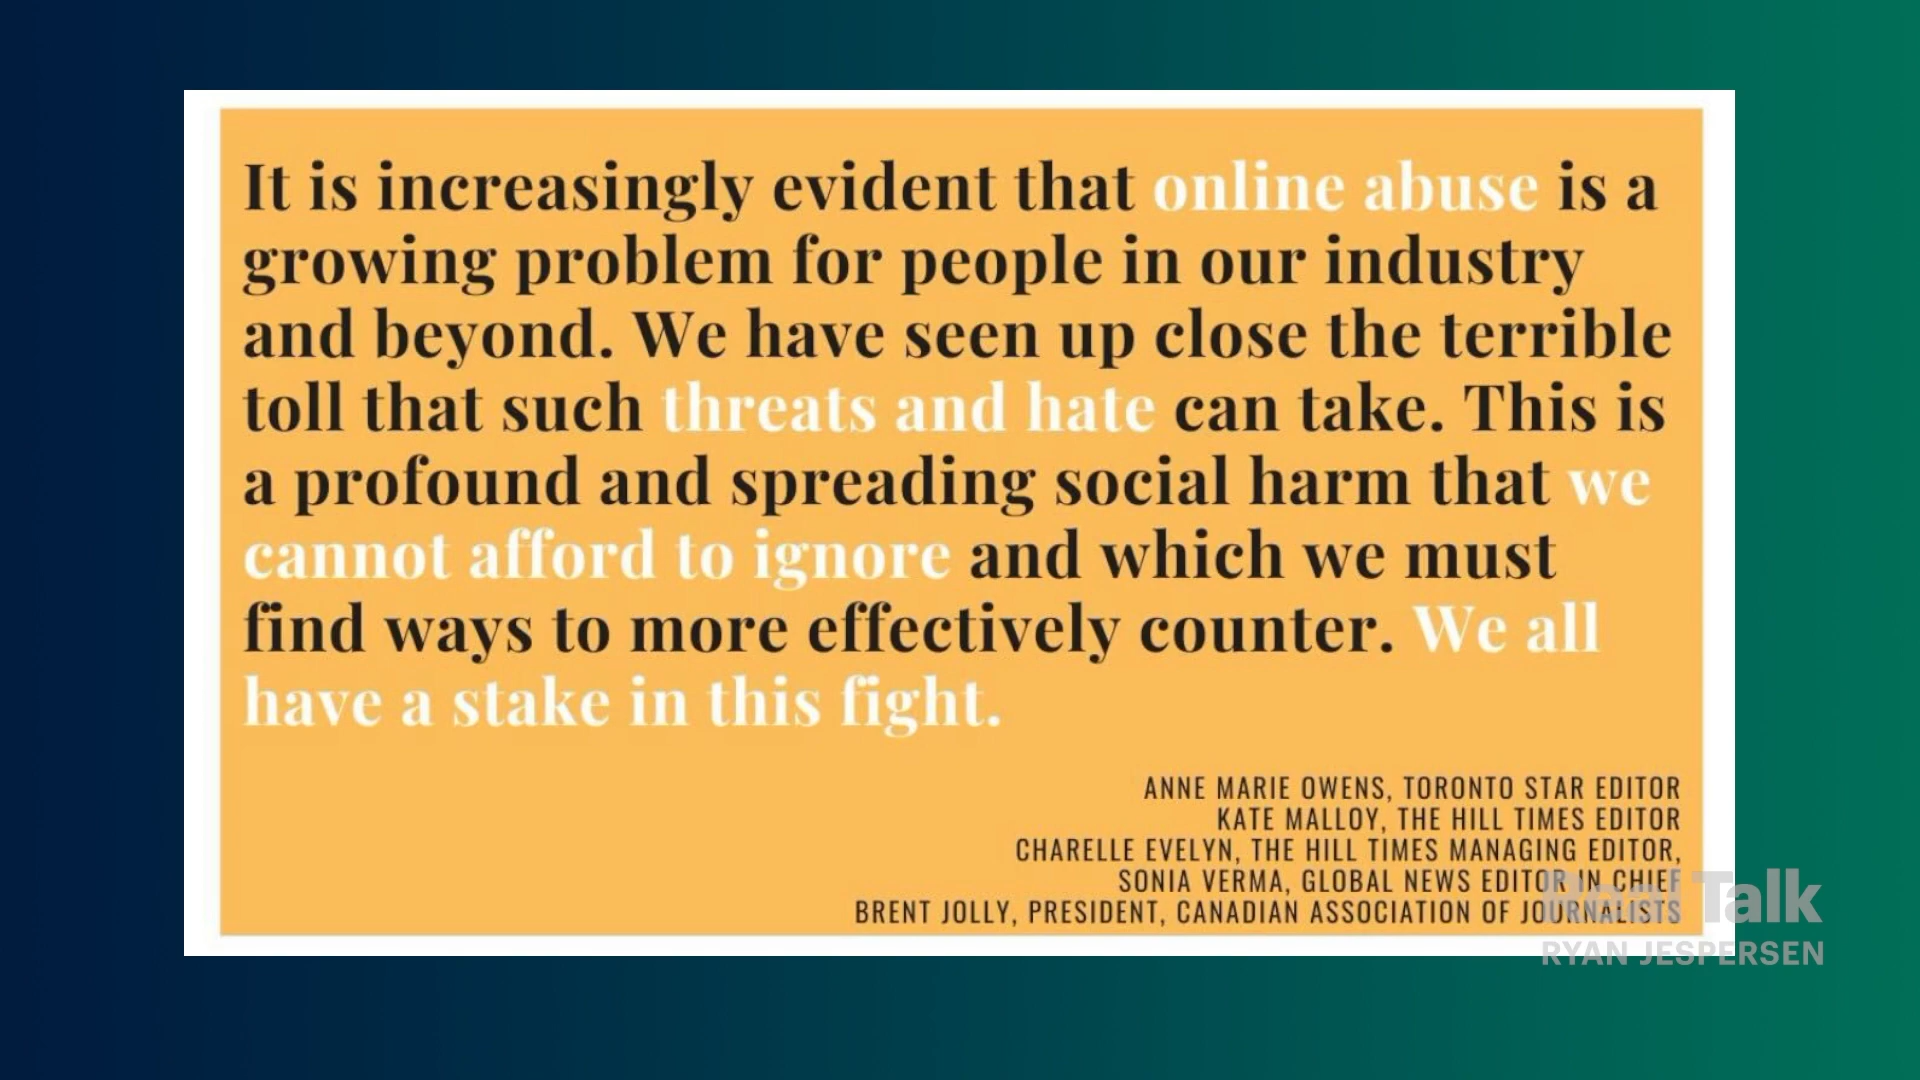 It is increasingly evident that online abuse is a
growing problem for people in our industry
and beyond. We have seen up close the terrible
toll that such threats and hate can take. This is
a profound and spreading social harm that we
cannot afford to ignore and which we must
find ways to more effectively counter. We all
have a stake in this fight.
ANNE MARIE OWENS, TORONTO STAR EDITOR
KATE MALLOY, THE HILL TIMES EDITOR
CHARELLE EVELYN, THE HILL TIMES MANAGING EDITOR,
SONIA VERMA, GLOBAL NEWS EDITOR IN CHIEF
BRENT JOLLY, PRESIDENT, CANADIAN ASSOCIATION OF JOURNALISTS
Real Talk
RYAN JESPERSEN